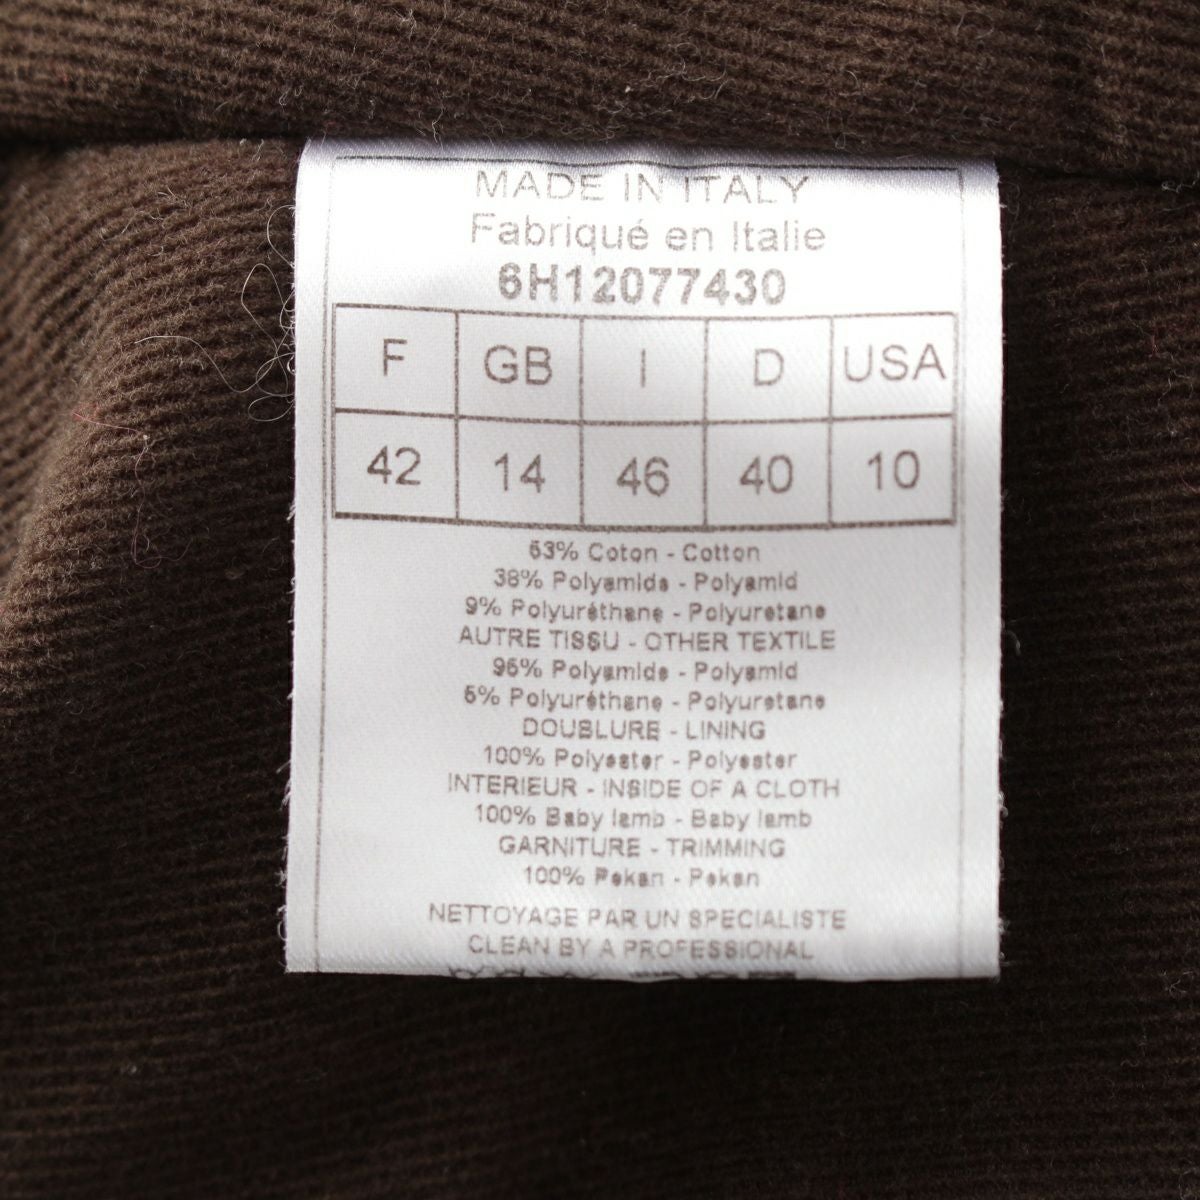 MADE IN ITALY
Fabriqué en Italie
6H12077430
F GB I D USA
42 14 46 40 10
53% Coton - Cotton
38% Polyamide - Polyamid
9% Polyuréthane - Polyuretane
AUTRE TISSU - OTHER TEXTILE
95% Polyamide - Polyamid
5% Polyuréthane - Polyuretane
DOUBLURE - LINING
100% Polyester - Polyester
INTERIEUR - INSIDE OF A CLOTH
100% Baby lamb - Baby lamb
GARNITURE - TRIMMING
100% Pekan - Pekan
NETTOYAGE PAR UN SPECIALISTE
CLEAN BY A PROFESSIONAL